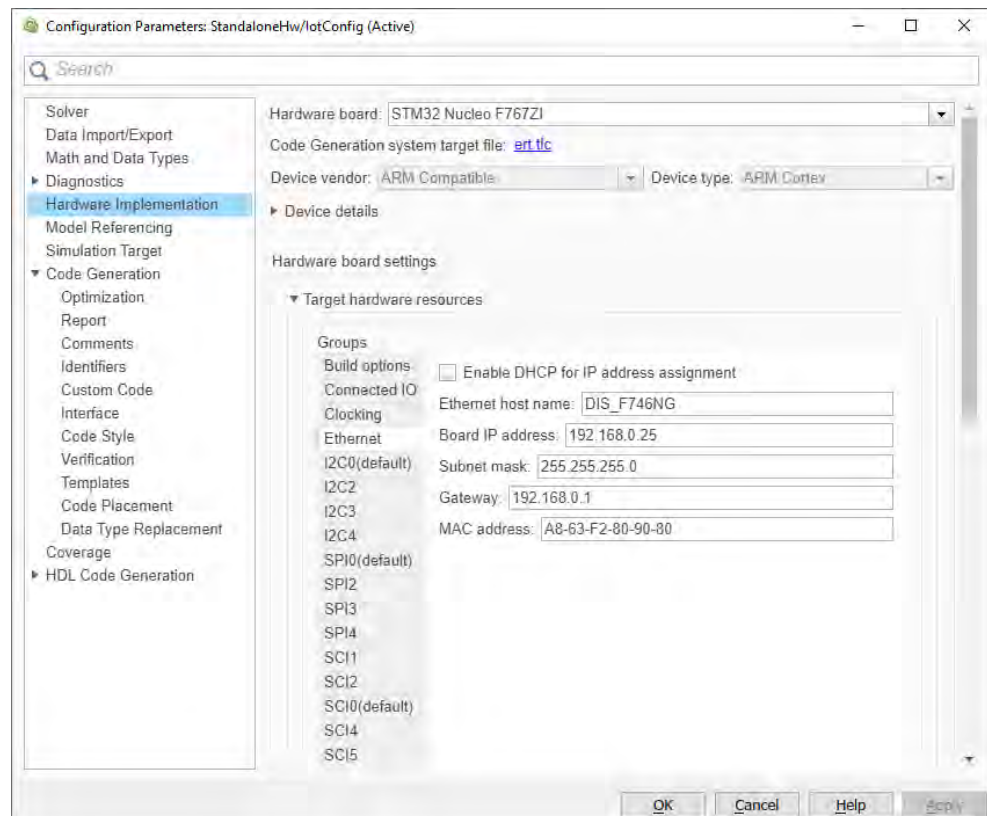 Configuration Parameters: StandaloneHw/IotConfig (Active)
Search
Solver
Data Import/Export
Math and Data Types
Diagnostics
Hardware Implementation
Model Referencing
Simulation Target
Code Generation
Optimization
Report
Comments
Identifiers
Custom Code
Interface
Code Style
Verification
Templates
Code Placement
Data Type Replacement
Coverage
HDL Code Generation
Hardware board: STM32 Nucleo F767ZI
Code Generation system target file: ert.tlc
Device vendor: ARM Compatible Device type: ARM Cortex
Device details
Hardware board settings
Target hardware resources
Groups
Build options
Connected IO
Clocking
Ethernet
I2C0(default)
I2C2
I2C3
I2C4
SPI0(default)
SPI2
SPI3
SPI4
SCI1
SCI2
SCI0(default)
SCI4
SCI5
Enable DHCP for IP address assignment
Ethernet host name: DIS_F746NG
Board IP address: 192.168.0.25
Subnet mask: 255.255.255.0
Gateway: 192.168.0.1
MAC address: A8-63-F2-80-90-80
OK Cancel Help Apply